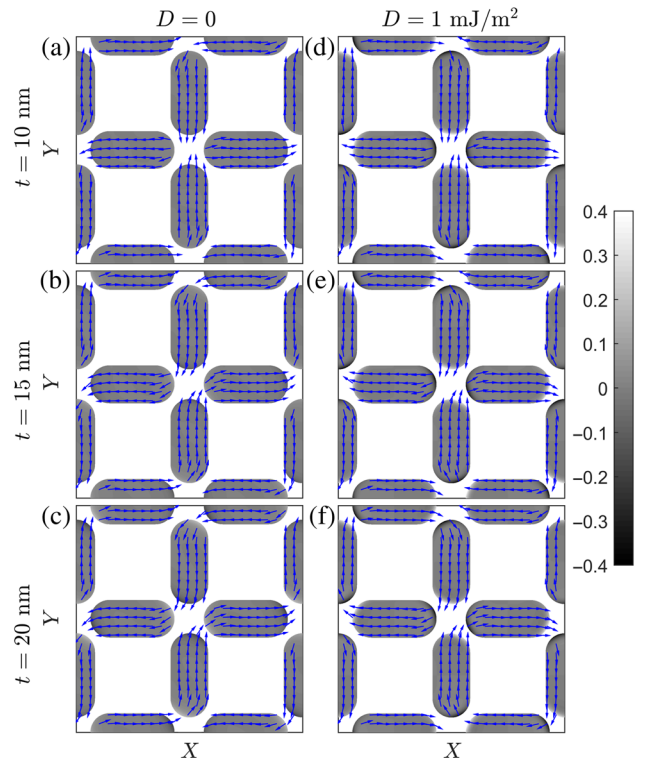 D = 0
D = 1 mJ/m²
(a)
(d)
t = 10 nm
Y
(b)
(e)
t = 15 nm
Y
(c)
(f)
t = 20 nm
Y
X
X
0.4
0.3
0.2
0.1
0
−0.1
−0.2
−0.3
−0.4